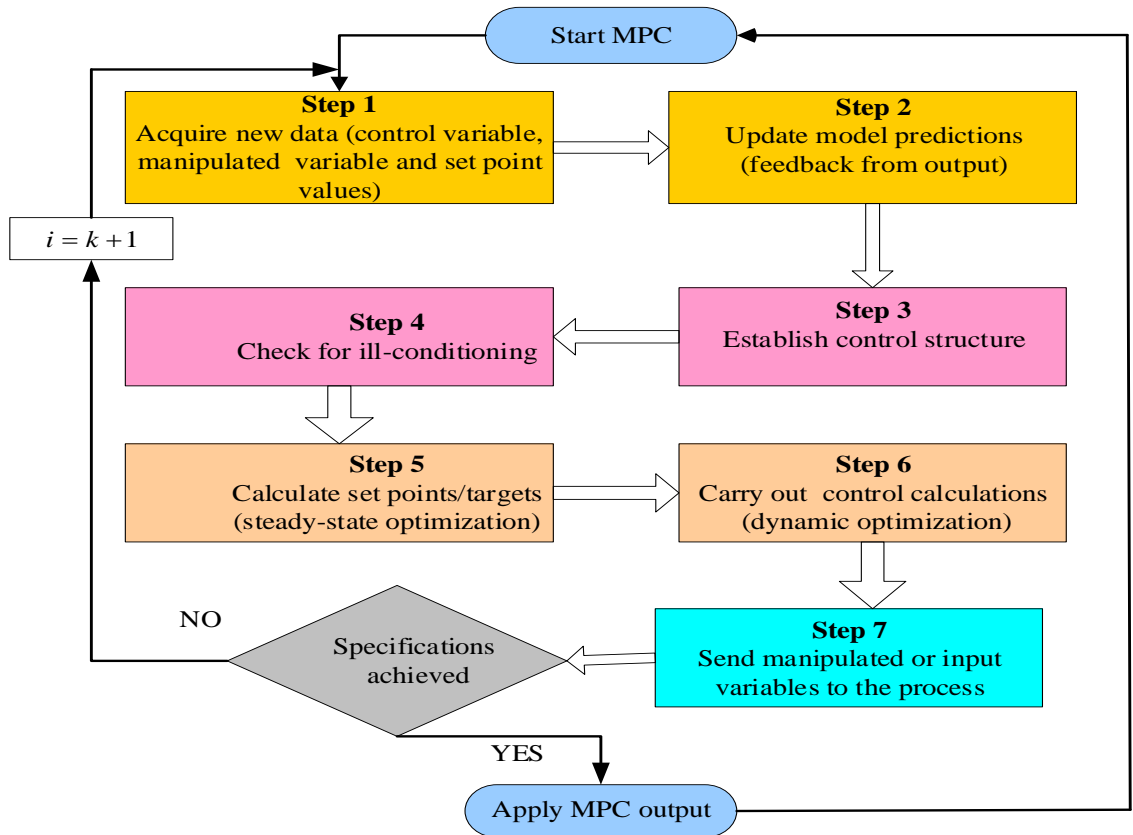 Start MPC
Step 1
Acquire new data (control variable,
manipulated variable and set point
values)
Step 2
Update model predictions
(feedback from output)
i = k + 1
Step 4
Check for ill-conditioning
Step 3
Establish control structure
Step 5
Calculate set points/targets
(steady-state optimization)
Step 6
Carry out control calculations
(dynamic optimization)
NO
Specifications
achieved
Step 7
Send manipulated or input
variables to the process
YES
Apply MPC output